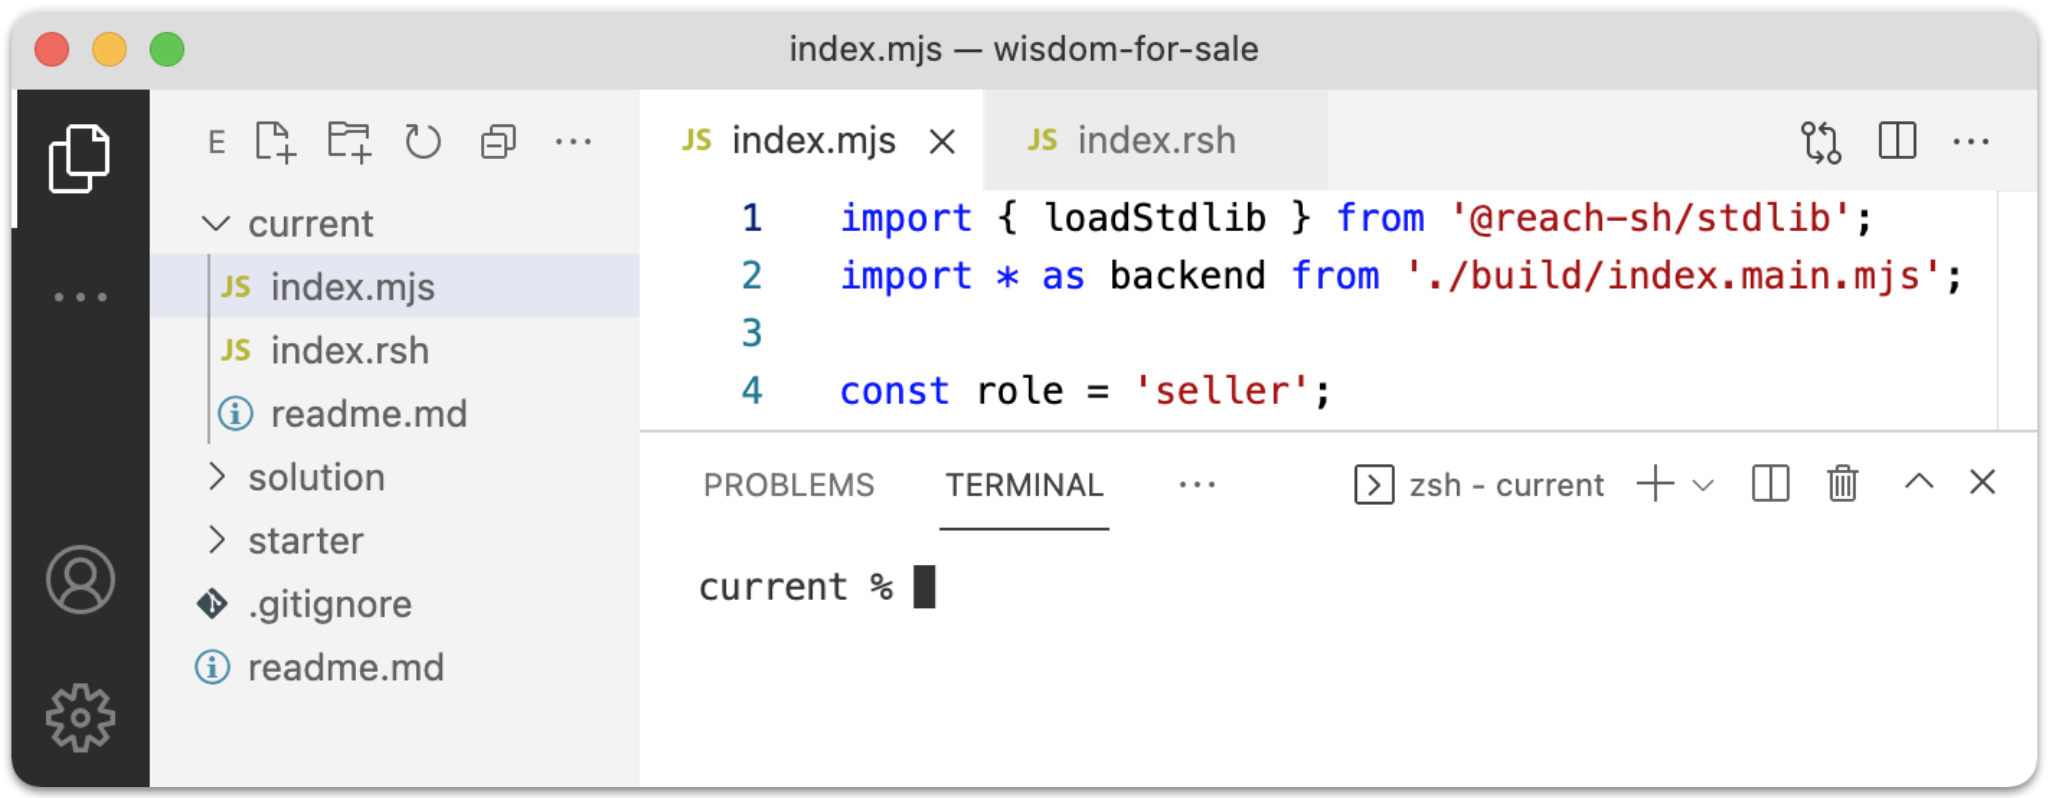 index.mjs — wisdom-for-sale
E
current
JS index.mjs
JS index.rsh
readme.md
solution
starter
.gitignore
readme.md
JS index.mjs
JS index.rsh
1 import { loadStdlib } from '@reach-sh/stdlib';
2 import * as backend from './build/index.main.mjs';
3
4 const role = 'seller';
PROBLEMS TERMINAL
zsh - current
current %